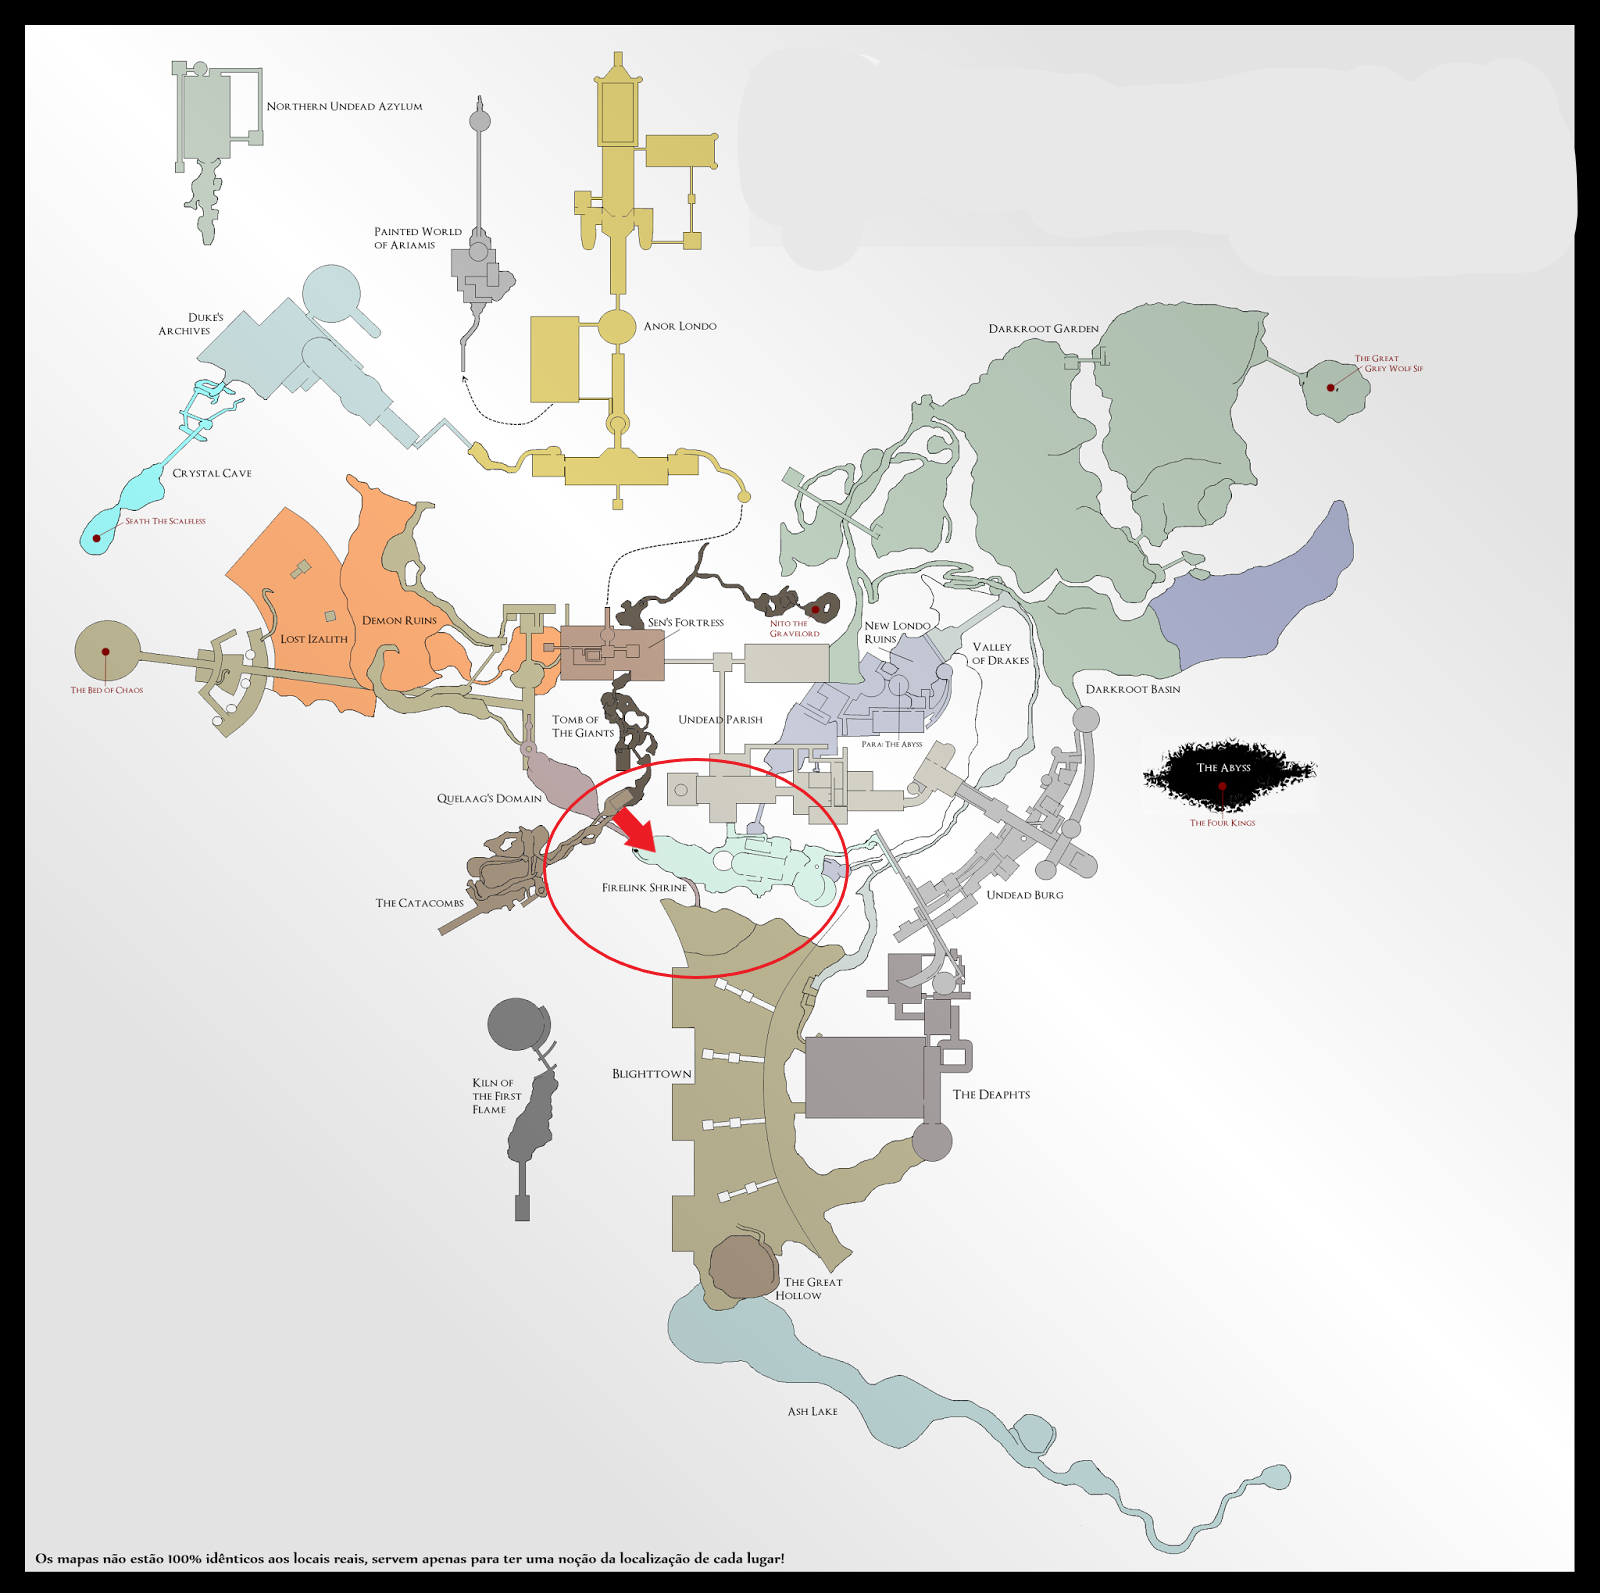 Northern Undead Azylum
Painted World
of Ariamis
Duke's
Archives
Anor Londo
Darkroot Garden
The Great
Grey Wolf Sif
Crystal Cave
Seath The Scaleless
Demon Ruins
Lost Izalith
Sen's Fortress
Nito the
Gravelord
New Londo
Ruins
Valley
of Drakes
The Bed of Chaos
Darkroot Basin
Tomb of
The Giants
Undead Parish
Para: The Abyss
The Abyss
Quelaag's Domain
The Four Kings
Firelink Shrine
Undead Burg
The Catacombs
Kiln of
the First
Flame
Blighttown
The Deaphts
The Great
Hollow
Ash Lake
Os mapas não estão 100% idênticos aos locais reais, servem apenas para ter uma noção da localização de cada lugar!